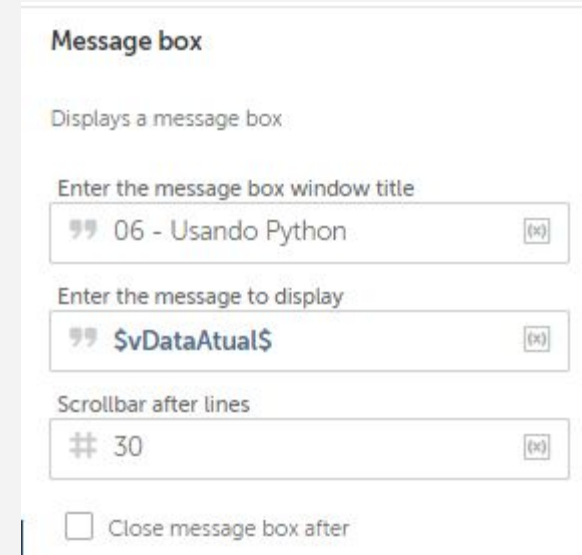 Message box
Displays a message box
Enter the message box window title
06 - Usando Python
(x)
Enter the message to display
$vDataAtual$
(x)
Scrollbar after lines
# 30
(x)
Close message box after